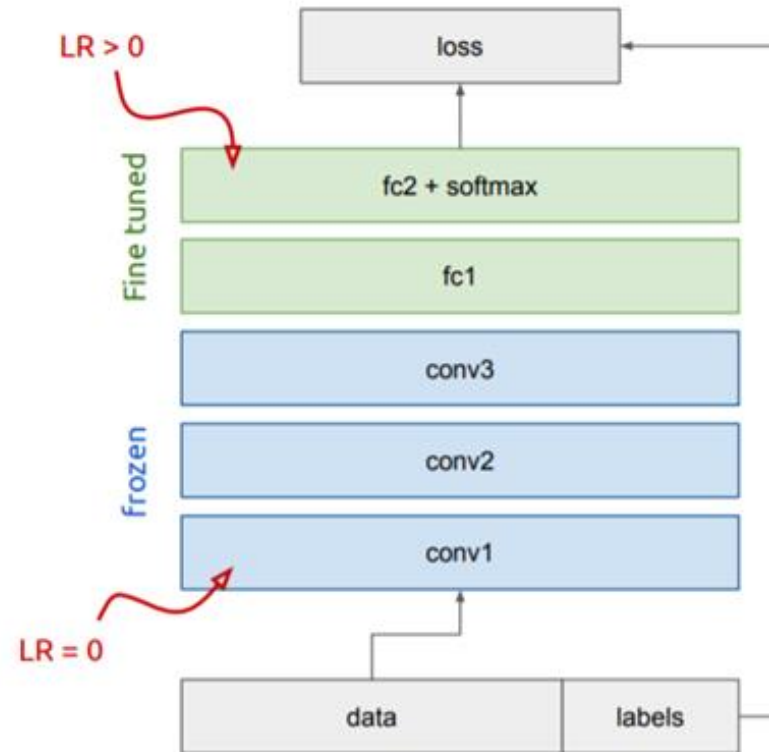 LR > 0
loss
Fine tuned
fc2 + softmax
fc1
conv3
frozen
conv2
conv1
LR = 0
data
labels